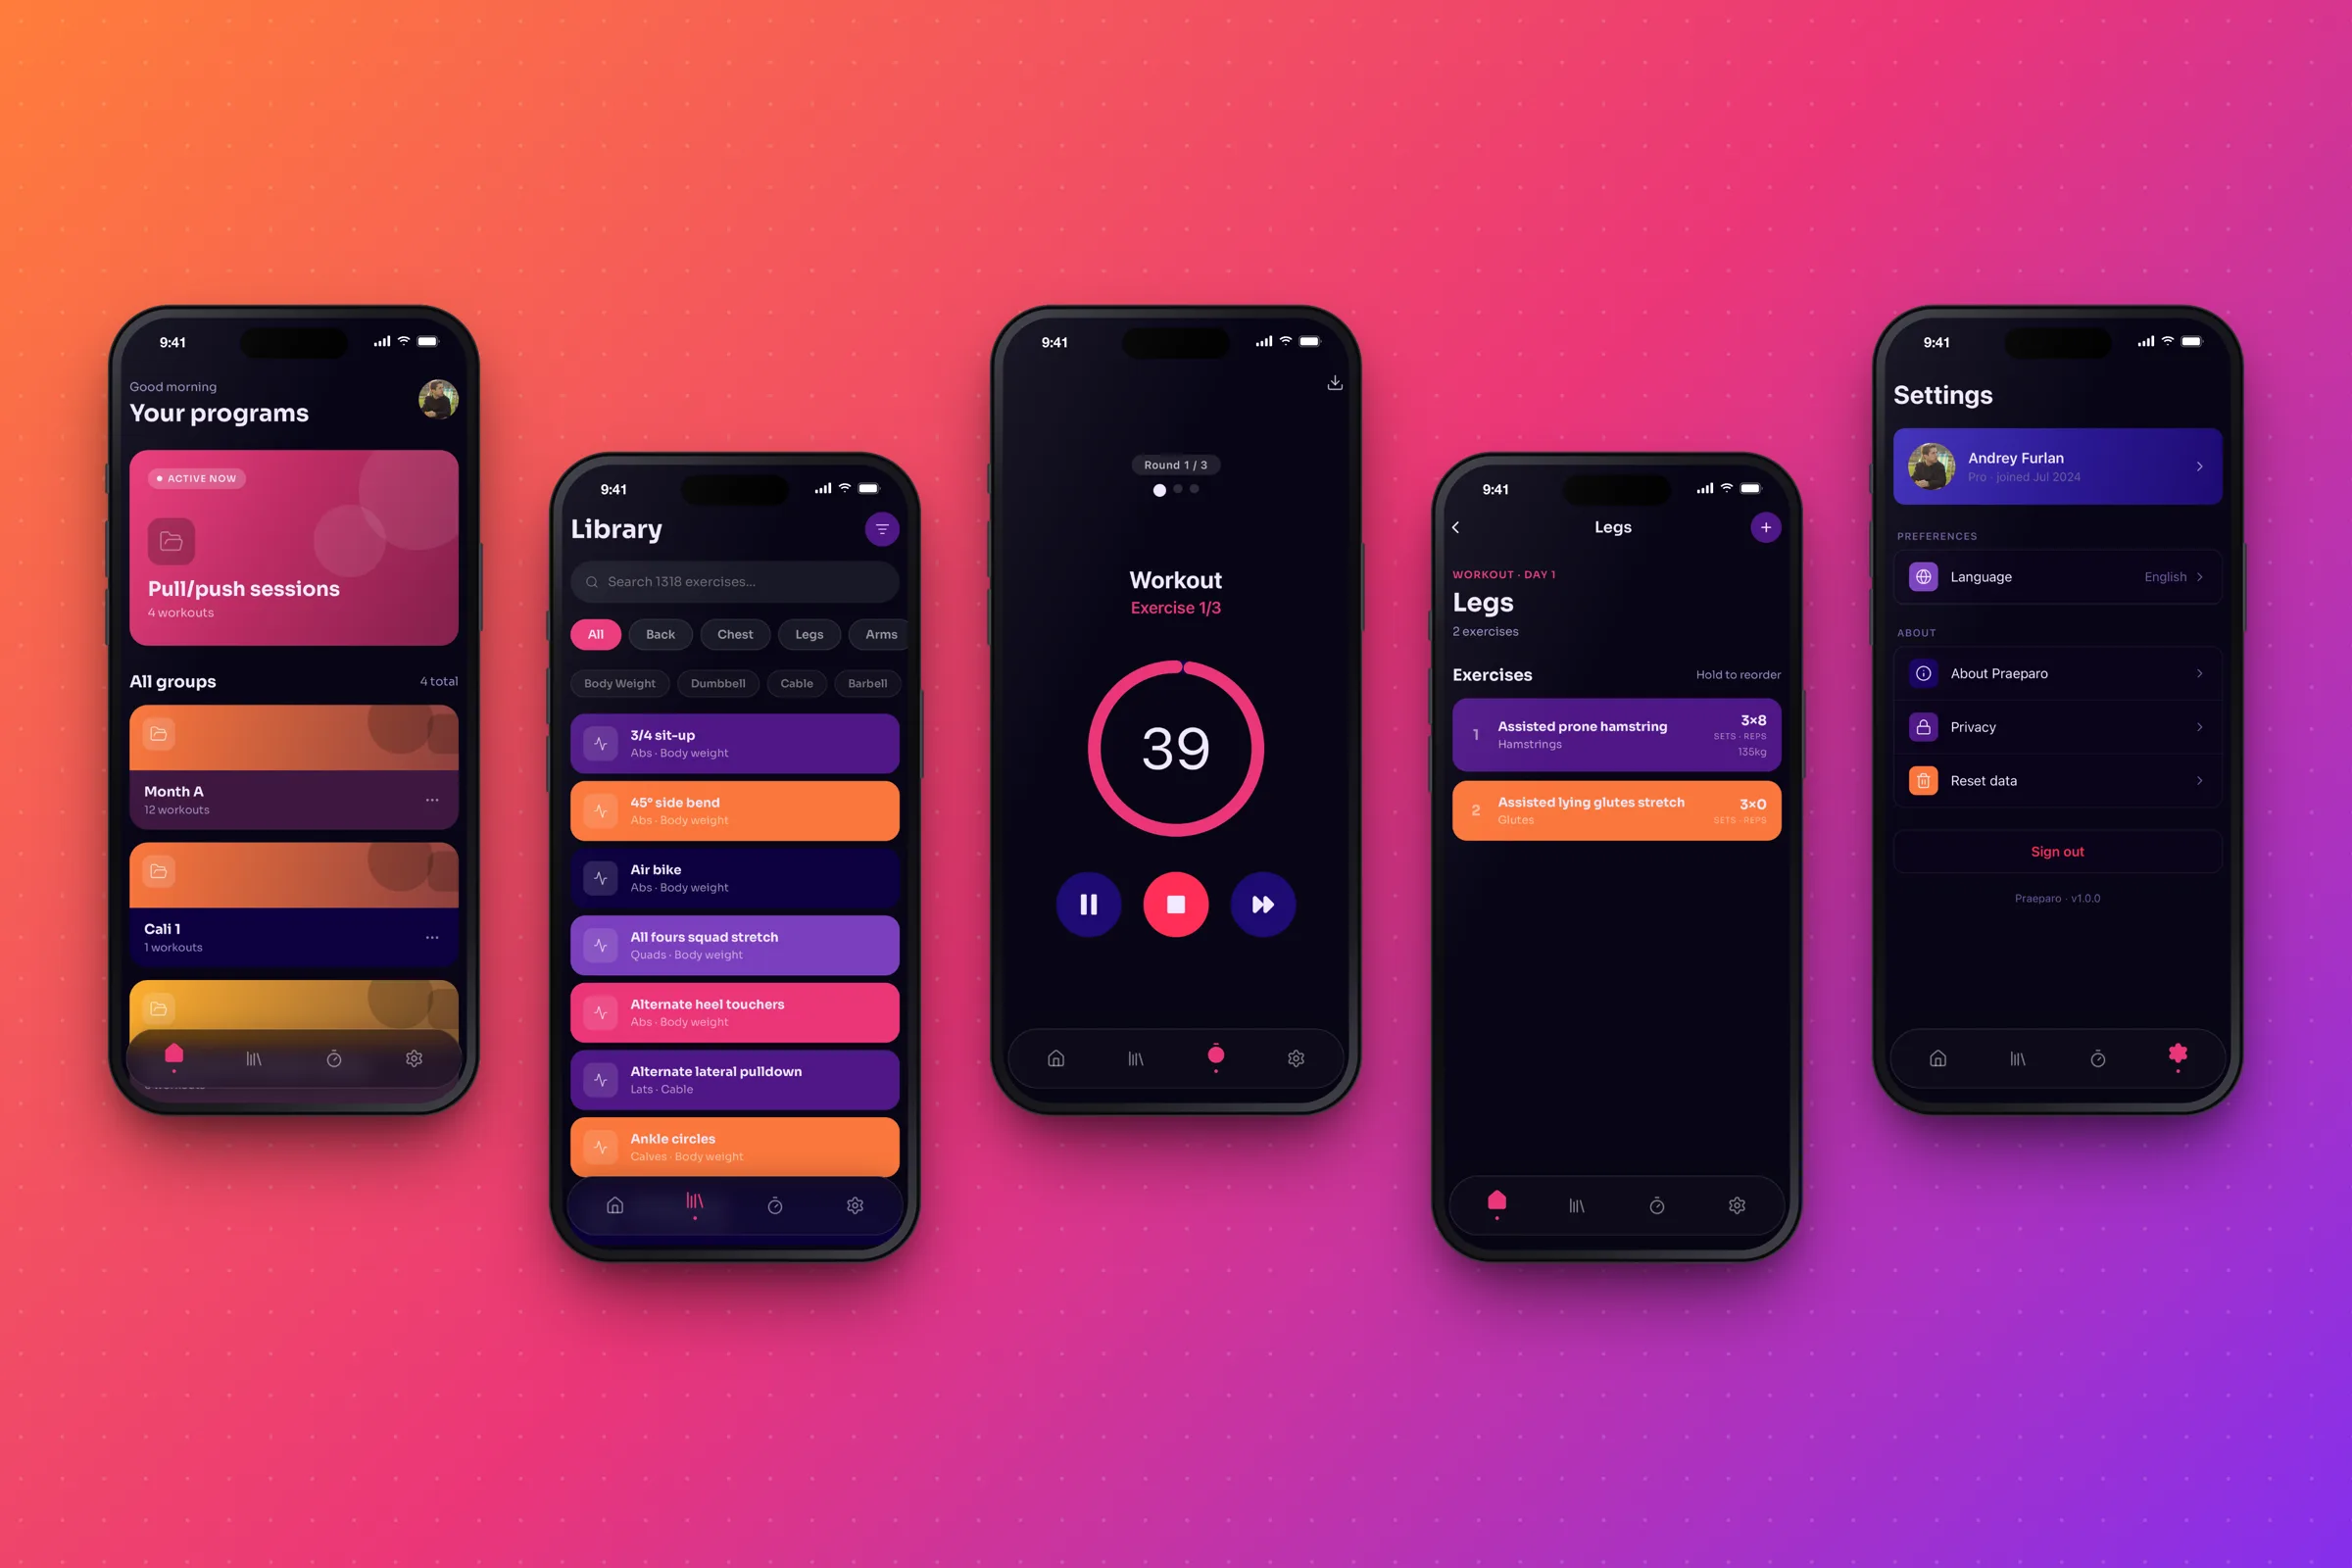 9:41
Good morning
Your programs
ACTIVE NOW
Pull/push sessions
4 workouts
All groups
4 total
Month A
12 workouts
Cali 1
1 workouts
9:41
Library
Search 1318 exercises...
All
Back
Chest
Legs
Arms
Body Weight
Dumbbell
Cable
Barbell
3/4 sit-up
Abs · Body weight
45° side bend
Abs · Body weight
Air bike
Abs · Body weight
All fours squad stretch
Quads · Body weight
Alternate heel touchers
Abs · Body weight
Alternate lateral pulldown
Lats · Cable
Ankle circles
Calves · Body weight
9:41
Round 1 / 3
Workout
Exercise 1/3
39
9:41
Legs
WORKOUT · DAY 1
Legs
2 exercises
Exercises
Hold to reorder
1
Assisted prone hamstring
Hamstrings
3×8
SETS · REPS
135kg
2
Assisted lying glutes stretch
Glutes
3×0
SETS · REPS
9:41
Settings
Andrey Furlan
Pro · joined Jul 2024
PREFERENCES
Language
English
ABOUT
About Praeparo
Privacy
Reset data
Sign out
Praeparo · v1.0.0